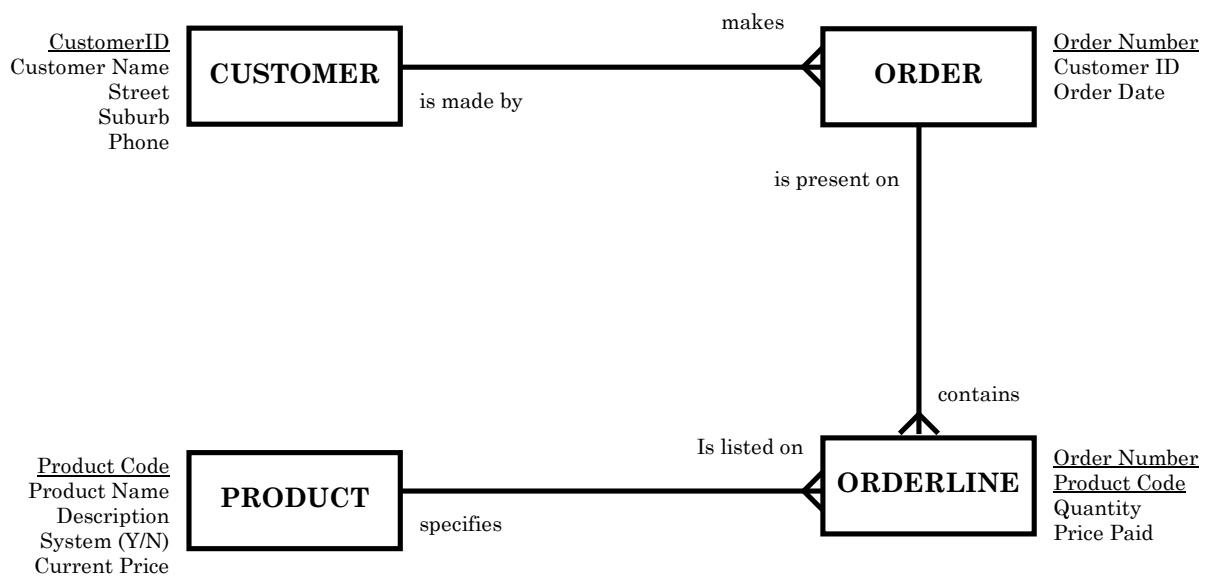 makes
CustomerID
Customer Name
Street
Suburb
Phone
CUSTOMER
is made by
ORDER
Order Number
Customer ID
Order Date
is present on
contains
Is listed on
Product Code
Product Name
Description
System (Y/N)
Current Price
PRODUCT
specifies
ORDERLINE
Order Number
Product Code
Quantity
Price Paid